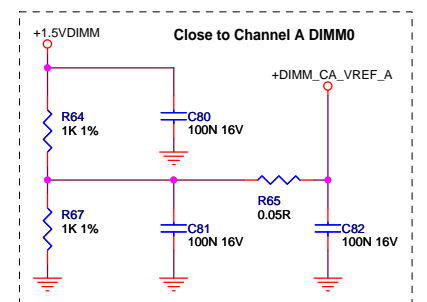 +1.5VDIMM
Close to Channel A DIMM0
+DIMM_CA_VREF_A
R64
1K 1%
C80
100N 16V
R65
0.05R
R67
1K 1%
C81
100N 16V
C82
100N 16V